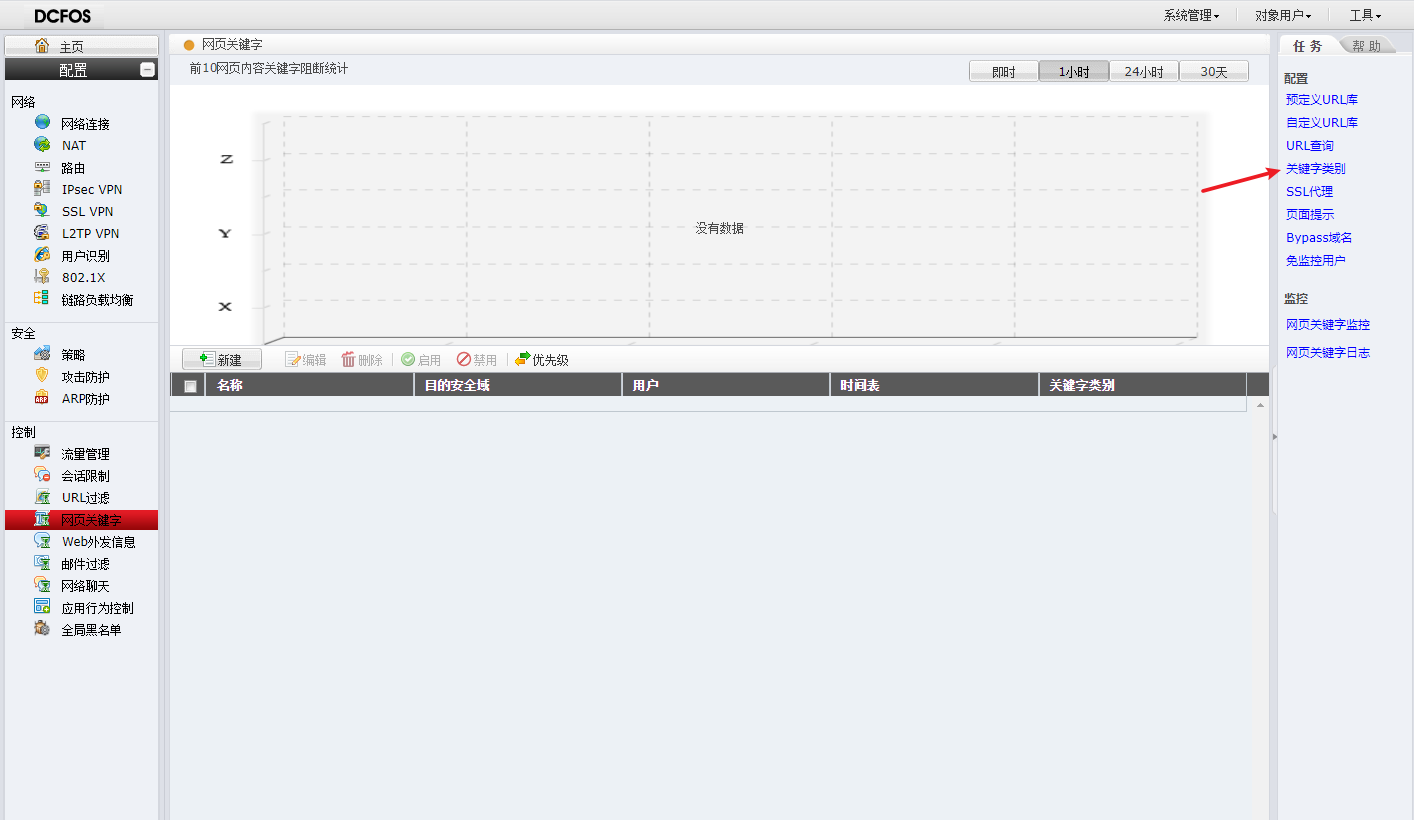 DCFOS
系统管理
对象用户
工具
主页
配置
网络
网络连接
NAT
路由
IPsec VPN
SSL VPN
L2TP VPN
用户识别
802.1X
链路负载均衡
安全
策略
攻击防护
ARP防护
控制
流量管理
会话限制
URL过滤
网页关键字
Web外发信息
邮件过滤
网络聊天
应用行为控制
全局黑名单
网页关键字
前10网页内容关键字阻断统计
即时 1小时 24小时 30天
Z
Y
X
没有数据
新建 编辑 删除 启用 禁用 优先级
名称 目的安全域 用户 时间表 关键字类别
任 务 帮 助
配置
预定义URL库
自定义URL库
URL查询
关键字类别
SSL代理
页面提示
Bypass域名
免监控用户
监控
网页关键字监控
网页关键字日志